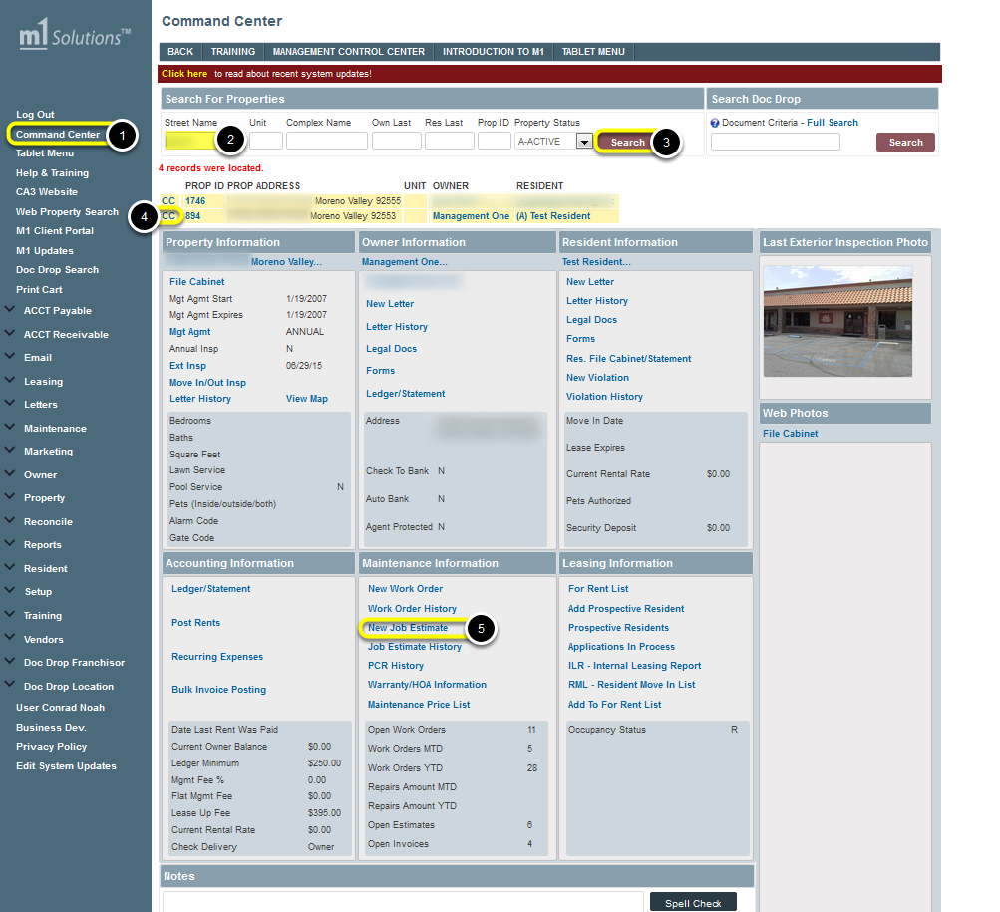 m1 Solutions™
Command Center
BACK TRAINING MANAGEMENT CONTROL CENTER INTRODUCTION TO M1 TABLET MENU
Click here to read about recent system updates!
Search For Properties
Search Doc Drop
Street Name Unit Complex Name Own Last Res Last Prop ID Property Status
Document Criteria - Full Search
2
A-ACTIVE
Search
3
Search
4 records were located.
PROP ID PROP ADDRESS UNIT OWNER RESIDENT
CC 1746 Moreno Valley 92555
4
CC 894 Moreno Valley 92553 Management One (A) Test Resident
Log Out
Command Center
1
Tablet Menu
Help & Training
CA3 Website
Web Property Search
M1 Client Portal
M1 Updates
Doc Drop Search
Print Cart
ACCT Payable
ACCT Receivable
Email
Leasing
Letters
Maintenance
Marketing
Owner
Property
Reconcile
Reports
Resident
Setup
Training
Vendors
Doc Drop Franchisor
Doc Drop Location
User Conrad Noah
Business Dev.
Privacy Policy
Edit System Updates
Property Information
Moreno Valley...
File Cabinet
Mgt Agmt Start 1/19/2007
Mgt Agmt Expires 1/19/2007
Mgt Agmt ANNUAL
Annual Insp N
Ext Insp 06/29/15
Move In/Out Insp
Letter History View Map
Bedrooms
Baths
Square Feet
Lawn Service
Pool Service N
Pets (Inside/outside/both)
Alarm Code
Gate Code
Owner Information
Management One...
New Letter
Letter History
Legal Docs
Forms
Ledger/Statement
Address
Check To Bank N
Auto Bank N
Agent Protected N
Resident Information
Test Resident...
New Letter
Letter History
Legal Docs
Forms
Res. File Cabinet/Statement
New Violation
Violation History
Move In Date
Lease Expires
Current Rental Rate $0.00
Pets Authorized
Security Deposit $0.00
Last Exterior Inspection Photo
Web Photos
File Cabinet
Accounting Information
Ledger/Statement
Post Rents
Recurring Expenses
Bulk Invoice Posting
Date Last Rent Was Paid
Current Owner Balance $0.00
Ledger Minimum $250.00
Mgmt Fee % 0.00
Flat Mgmt Fee $0.00
Lease Up Fee $395.00
Current Rental Rate $0.00
Check Delivery Owner
Maintenance Information
New Work Order
Work Order History
New Job Estimate
5
Job Estimate History
PCR History
Warranty/HOA Information
Maintenance Price List
Open Work Orders 11
Work Orders MTD 5
Work Orders YTD 28
Repairs Amount MTD
Repairs Amount YTD
Open Estimates 6
Open Invoices 4
Leasing Information
For Rent List
Add Prospective Resident
Prospective Residents
Applications In Process
ILR - Internal Leasing Report
RML - Resident Move In List
Add To For Rent List
Occupancy Status R
Notes
Spell Check